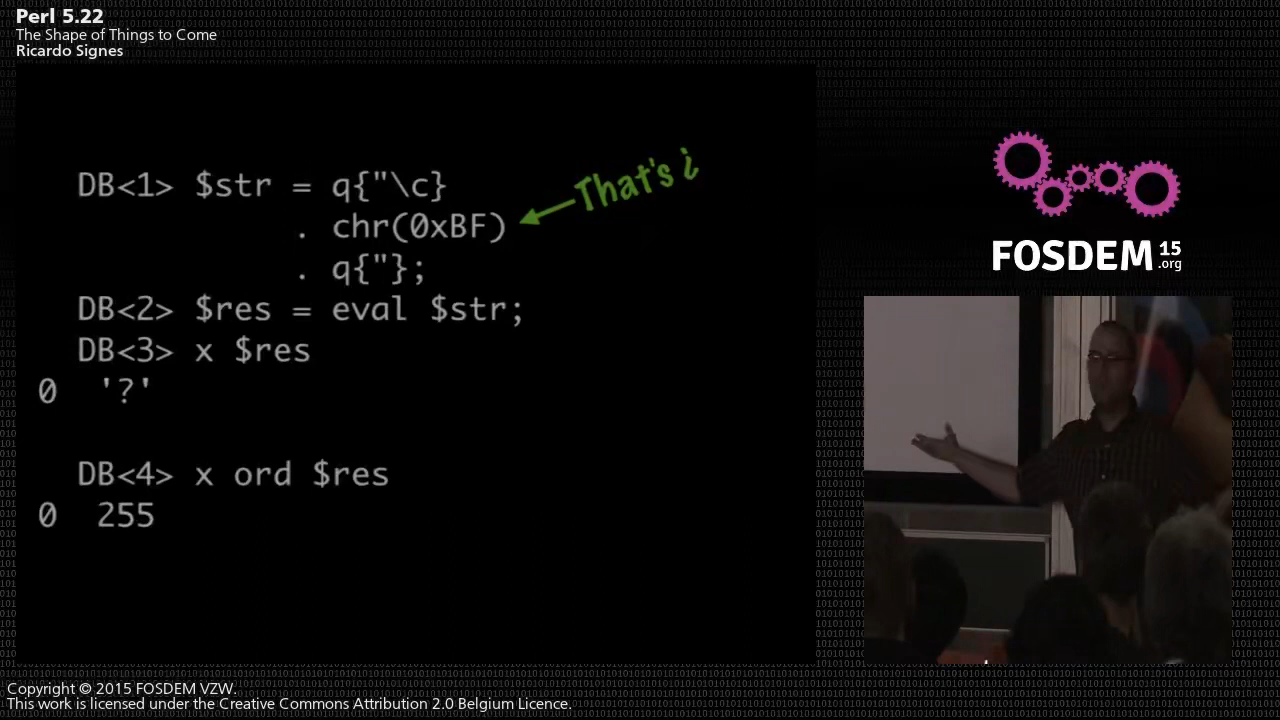 Perl 5.22
The Shape of Things to Come
Ricardo Signes
DB<1> $str = q{"\c}
. chr(0xBF)
. q{"};
That's ¿
DB<2> $res = eval $str;
DB<3> x $res
0 '?'
DB<4> x ord $res
0 255
FOSDEM 15
.org
Copyright © 2015 FOSDEM VZW.
This work is licensed under the Creative Commons Attribution 2.0 Belgium Licence.